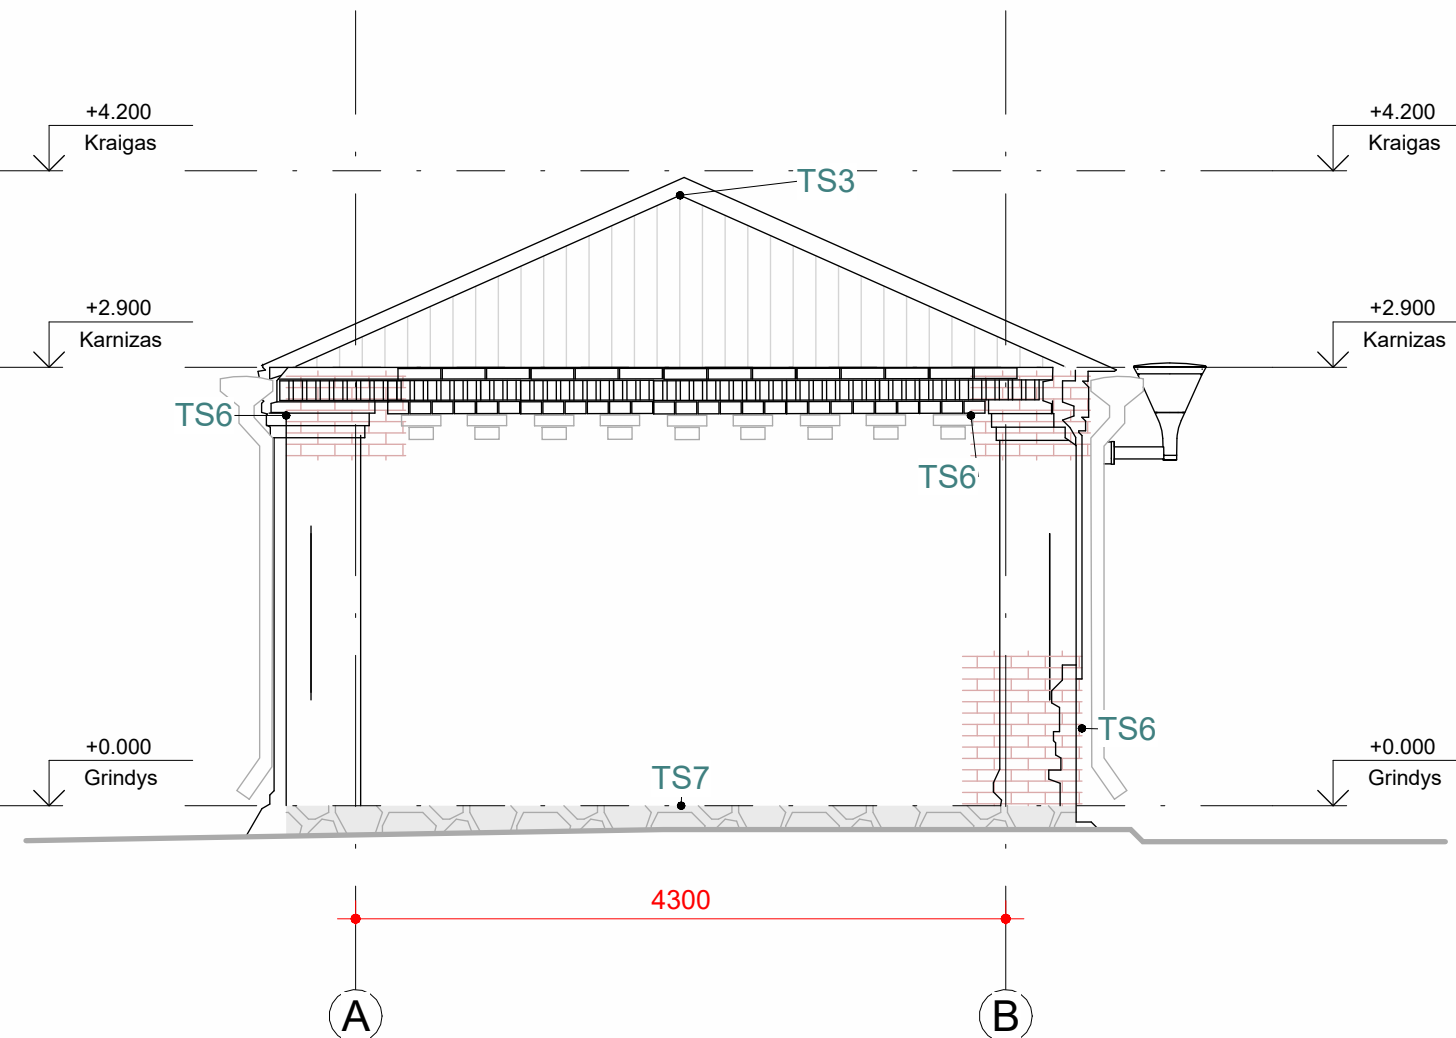 +4.200
Kraigas
+4.200
Kraigas
TS3
+2.900
Karnizas
+2.900
Karnizas
TS6
TS6
TS6
+0.000
Grindys
TS7
+0.000
Grindys
4300
A
B